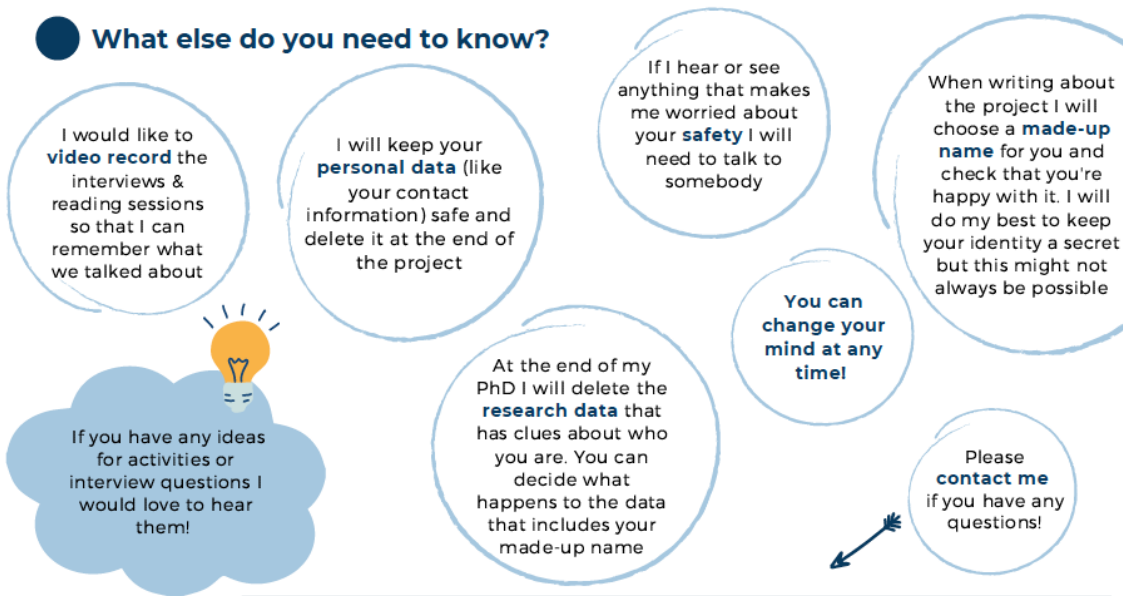 What else do you need to know?
I would like to
video record the
interviews &
reading sessions
so that I can
remember what
we talked about
I will keep your
personal data (like
your contact
information) safe and
delete it at the end of
the project
If I hear or see
anything that makes
me worried about
your safety I will
need to talk to
somebody
When writing about
the project I will
choose a made-up
name for you and
check that you're
happy with it. I will
do my best to keep
your identity a secret
but this might not
always be possible
You can
change your
mind at any
time!
If you have any ideas
for activities or
interview questions I
would love to hear
them!
At the end of my
PhD I will delete the
research data that
has clues about who
you are. You can
decide what
happens to the data
that includes your
made-up name
Please
contact me
if you have any
questions!